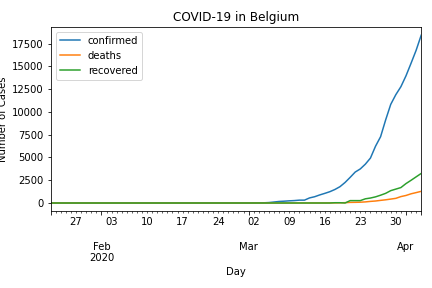 COVID-19 in Belgium
confirmed
deaths
recovered
17500
15000
12500
10000
7500
5000
2500
0
Number of Cases
27 03 10 17 24 02 09 16 23 30
Feb Mar Apr
2020
Day